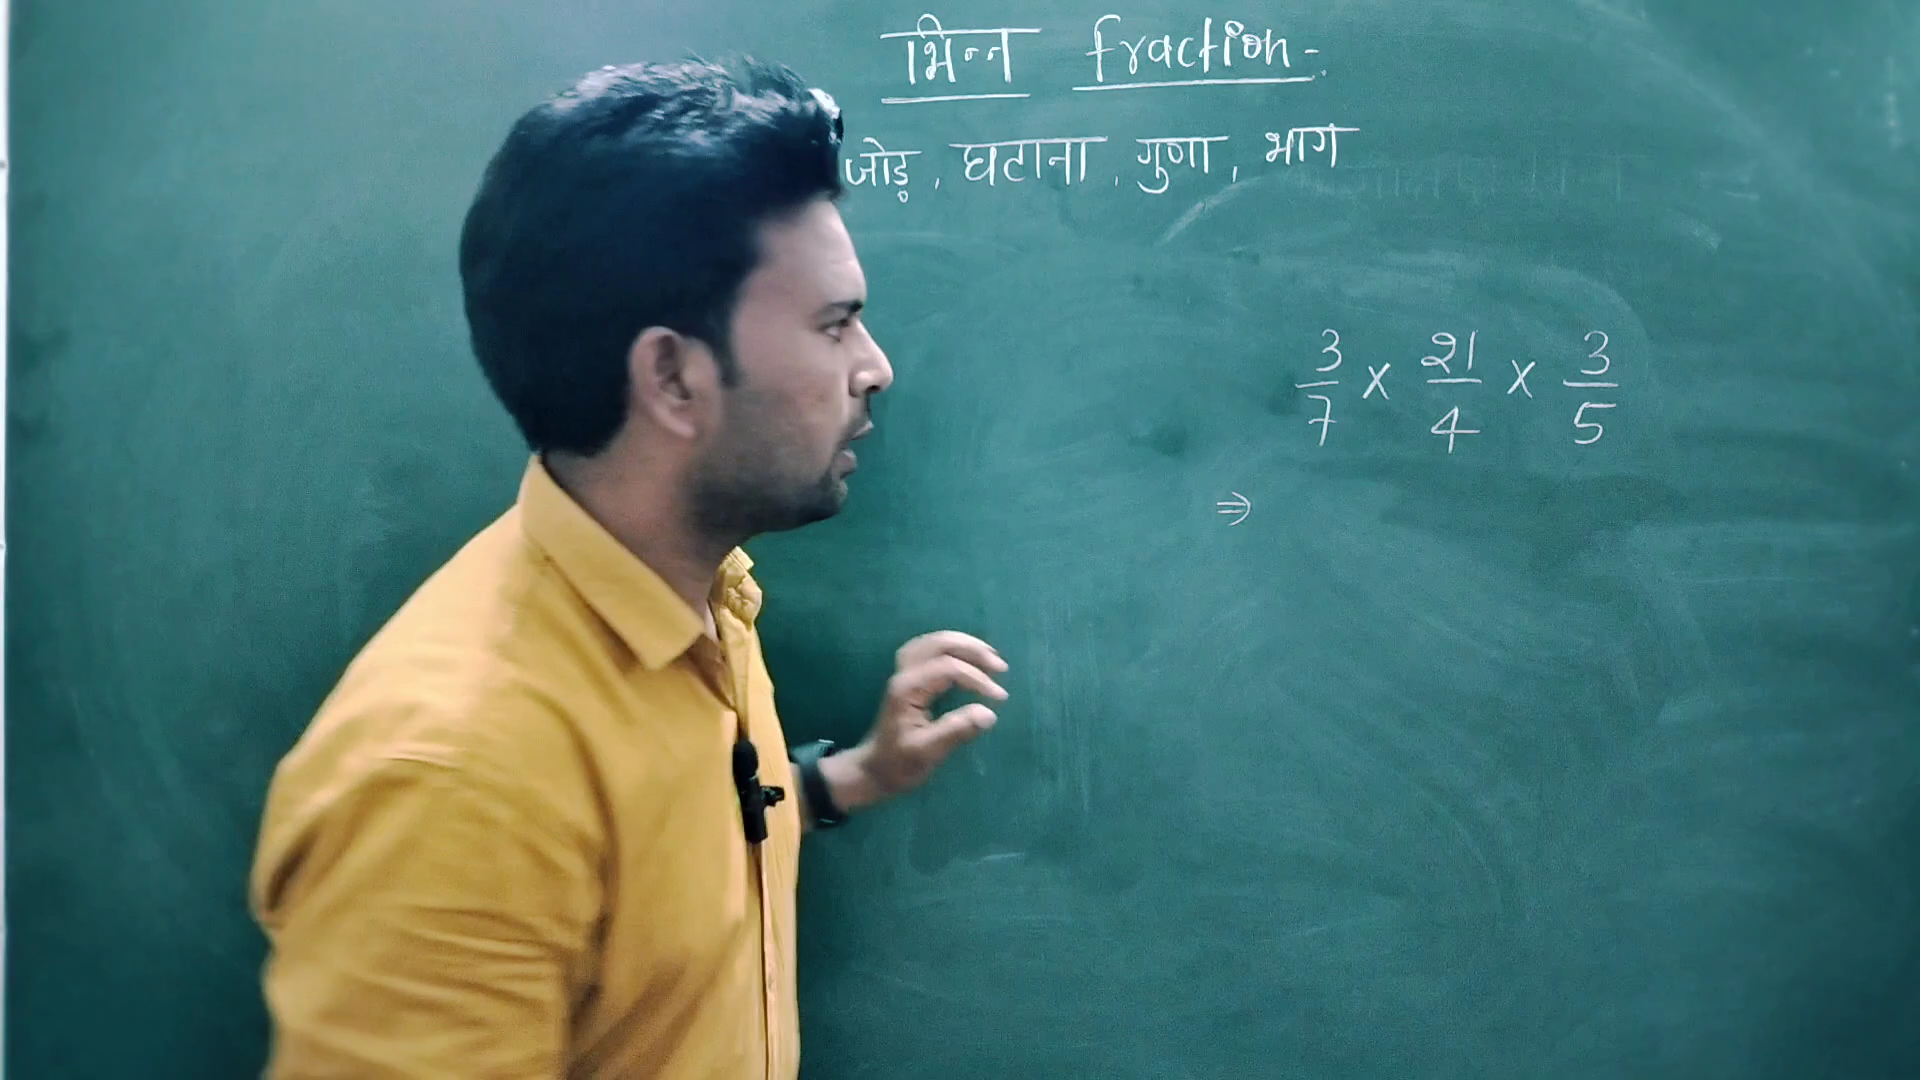 भिन्न fraction-
जोड़, घटाना, गुणा, भाग
3/7 × 21/4 × 3/5
⇒